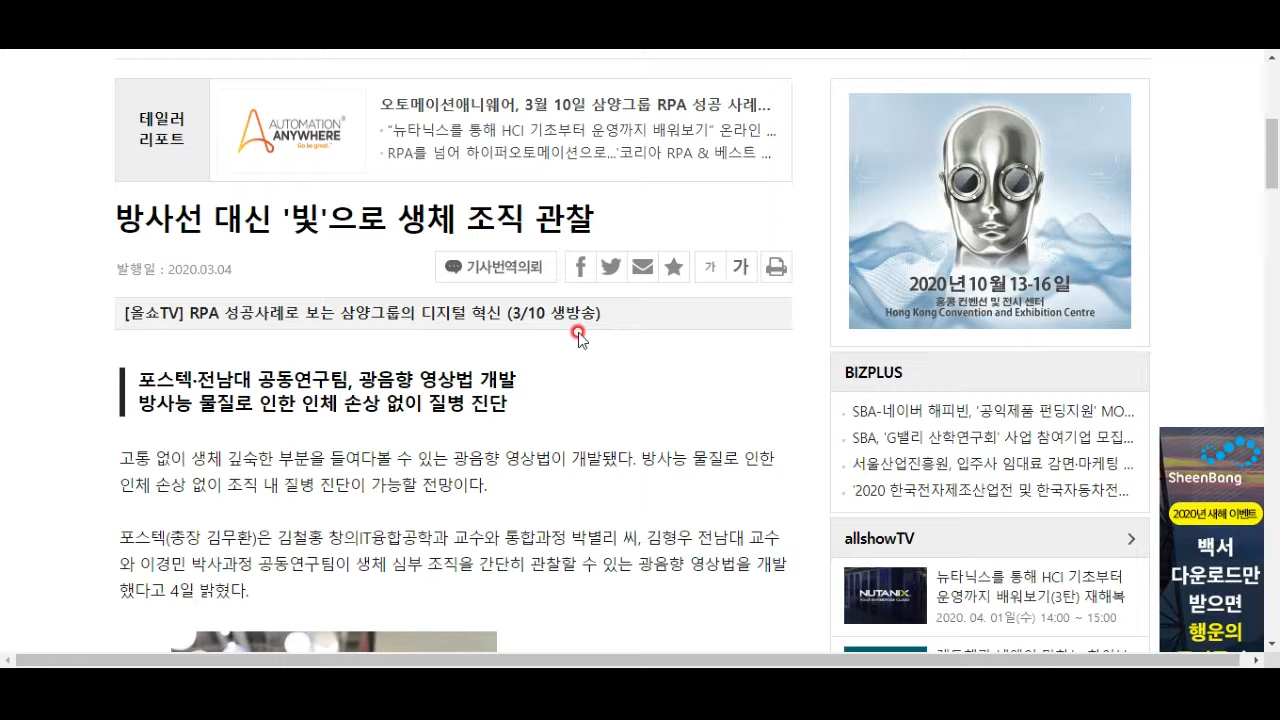 테일러
리포트
AUTOMATION
ANYWHERE
Go be great.
오토메이션애니웨어, 3월 10일 삼양그룹 RPA 성공 사례...
"뉴타닉스를 통해 HCI 기초부터 운영까지 배워보기" 온라인 ...
RPA를 넘어 하이퍼오토메이션으로...'코리아 RPA & 베스트 ...
방사선 대신 '빛'으로 생체 조직 관찰
발행일 : 2020.03.04
기사번역의뢰
가 가
[올쇼TV] RPA 성공사례로 보는 삼양그룹의 디지털 혁신 (3/10 생방송)
포스텍·전남대 공동연구팀, 광음향 영상법 개발
방사능 물질로 인한 인체 손상 없이 질병 진단
고통 없이 생체 깊숙한 부분을 들여다볼 수 있는 광음향 영상법이 개발됐다. 방사능 물질로 인한
인체 손상 없이 조직 내 질병 진단이 가능할 전망이다.
포스텍(총장 김무환)은 김철홍 창의IT융합공학과 교수와 통합과정 박별리 씨, 김형우 전남대 교수
와 이경민 박사과정 공동연구팀이 생체 심부 조직을 간단히 관찰할 수 있는 광음향 영상법을 개발
했다고 4일 밝혔다.
2020년 10월 13-16일
홍콩 컨벤션 및 전시 센터
Hong Kong Convention and Exhibition Centre
BIZPLUS
SBA-네이버 해피빈, '공익제품 펀딩지원' MO...
SBA, 'G밸리 산학연구회' 사업 참여기업 모집...
서울산업진흥원, 입주사 임대료 감면·마케팅 ...
'2020 한국전자제조산업전 및 한국자동차전...
allshowTV
NUTANIX
뉴타닉스를 통해 HCI 기초부터
운영까지 배워보기(3탄) 재해복
2020. 04. 01일(수) 14:00 ~ 15:00
SheenBang
2020년 새해 이벤트
백서
다운로드만
받으면
행운의